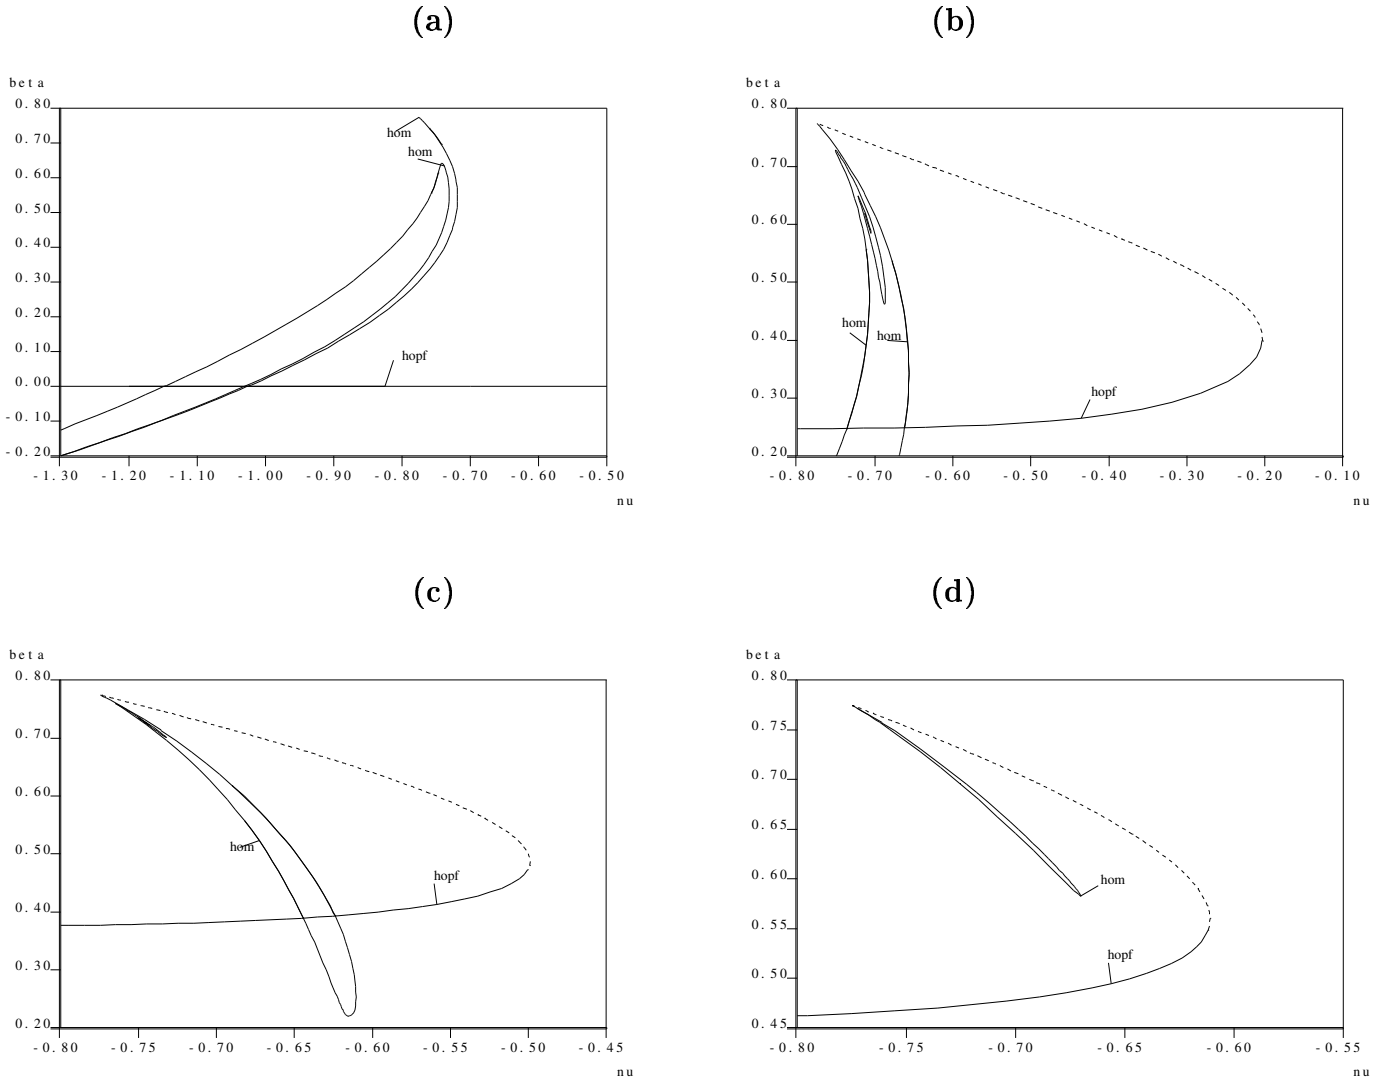 (a)
beta
0.80
0.70
0.60
0.50
0.40
0.30
0.20
0.10
0.00
-0.10
-0.20
hom
hom
hopf
-1.30 -1.20 -1.10 -1.00 -0.90 -0.80 -0.70 -0.60 -0.50
nu
(b)
beta
0.80
0.70
0.60
0.50
0.40
0.30
0.20
hom
hom
hopf
-0.80 -0.70 -0.60 -0.50 -0.40 -0.30 -0.20 -0.10
nu
(c)
beta
0.80
0.70
0.60
0.50
0.40
0.30
0.20
hom
hopf
-0.80 -0.75 -0.70 -0.65 -0.60 -0.55 -0.50 -0.45
nu
(d)
beta
0.80
0.75
0.70
0.65
0.60
0.55
0.50
0.45
hom
hopf
-0.80 -0.75 -0.70 -0.65 -0.60 -0.55
nu